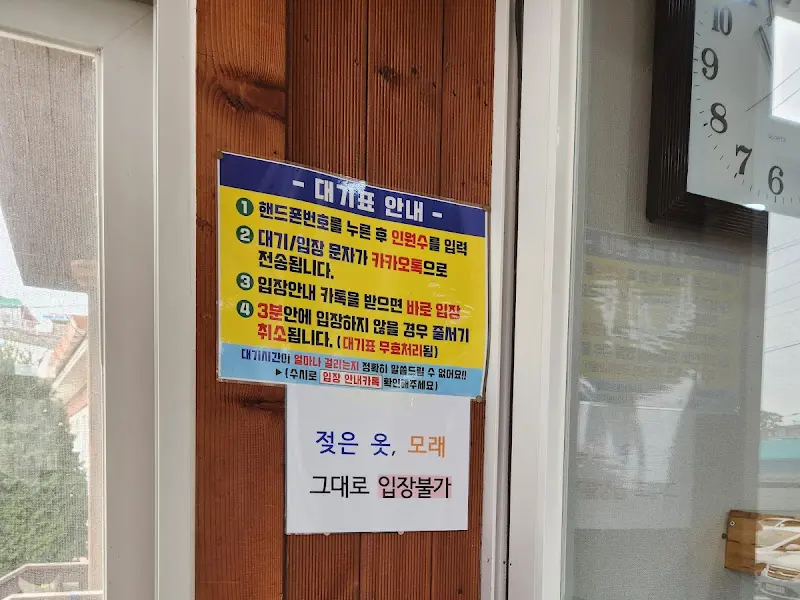 - 대기표 안내 -
1 핸드폰번호를 누른 후 인원수를 입력
2 대기/입장 문자가 카카오톡으로
전송됩니다.
3 입장안내 카톡을 받으면 바로 입장
4 3분안에 입장하지 않을 경우 줄서기
취소됩니다. (대기표 무효처리됨)
대기시간이 얼마나 걸리는지 정확히 말씀드릴 수 없어요!!
▶(수시로 입장 안내카톡 확인해주세요)
젖은 옷, 모래
그대로 입장불가
10
9
8
7
6